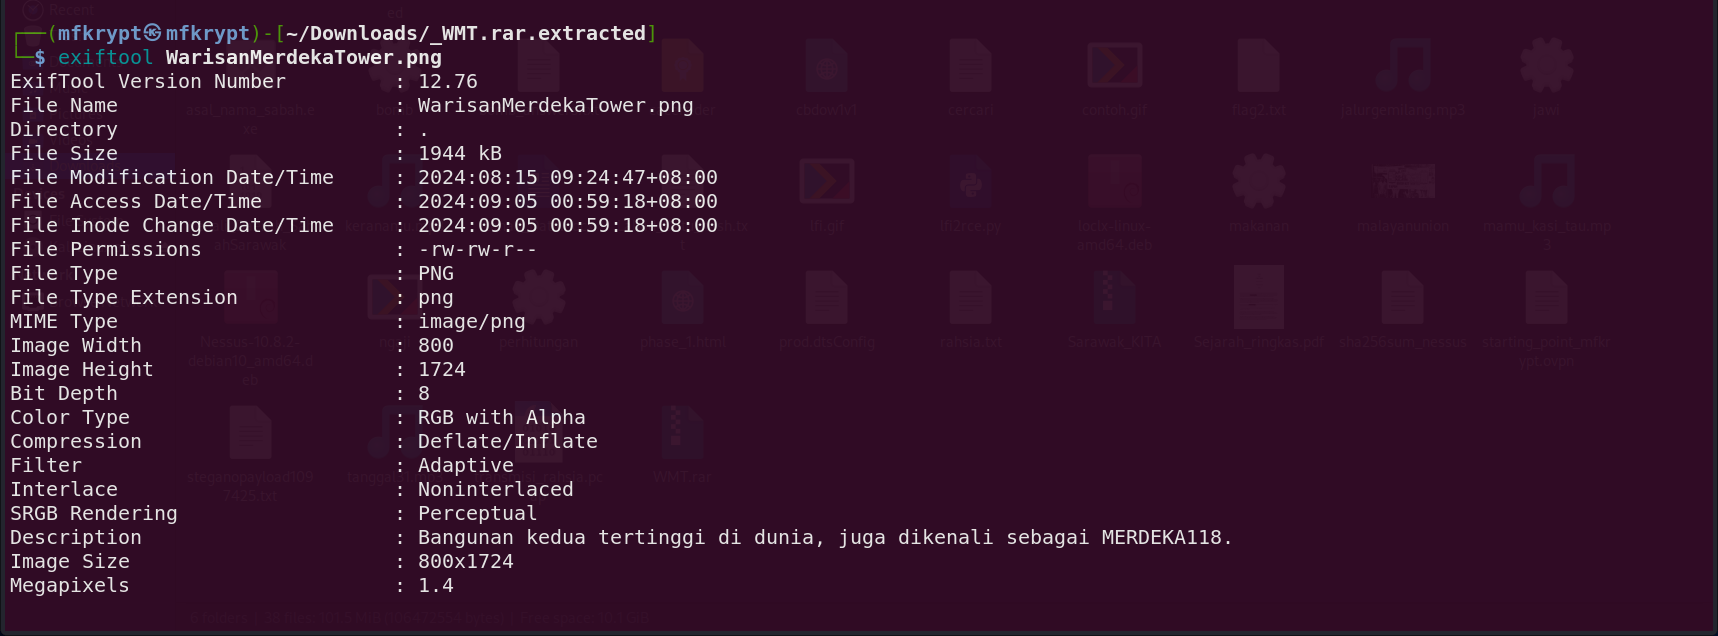 ┌──(mfkrypt㉿mfkrypt)-[~/Downloads/_WMT.rar.extracted]
└─$ exiftool WarisanMerdekaTower.png
ExifTool Version Number : 12.76
File Name : WarisanMerdekaTower.png
Directory : .
File Size : 1944 kB
File Modification Date/Time : 2024:08:15 09:24:47+08:00
File Access Date/Time : 2024:09:05 00:59:18+08:00
File Inode Change Date/Time : 2024:09:05 00:59:18+08:00
File Permissions : -rw-rw-r--
File Type : PNG
File Type Extension : png
MIME Type : image/png
Image Width : 800
Image Height : 1724
Bit Depth : 8
Color Type : RGB with Alpha
Compression : Deflate/Inflate
Filter : Adaptive
Interlace : Noninterlaced
SRGB Rendering : Perceptual
Description : Bangunan kedua tertinggi di dunia, juga dikenali sebagai MERDEKA118.
Image Size : 800x1724
Megapixels : 1.4